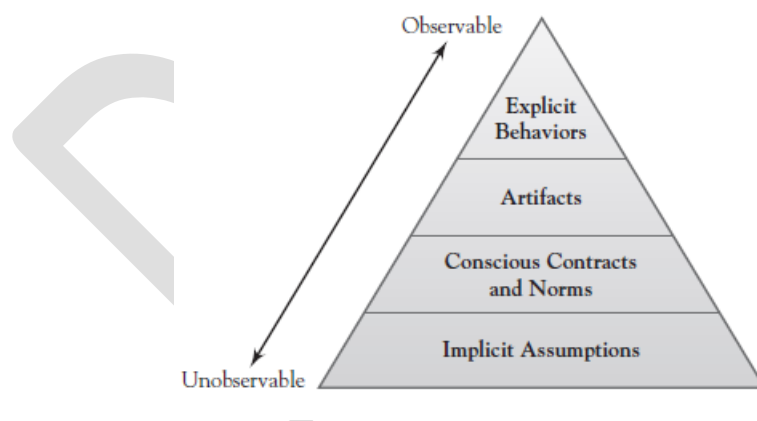 Observable
Explicit
Behaviors
Artifacts
Conscious Contracts
and Norms
Implicit Assumptions
Unobservable